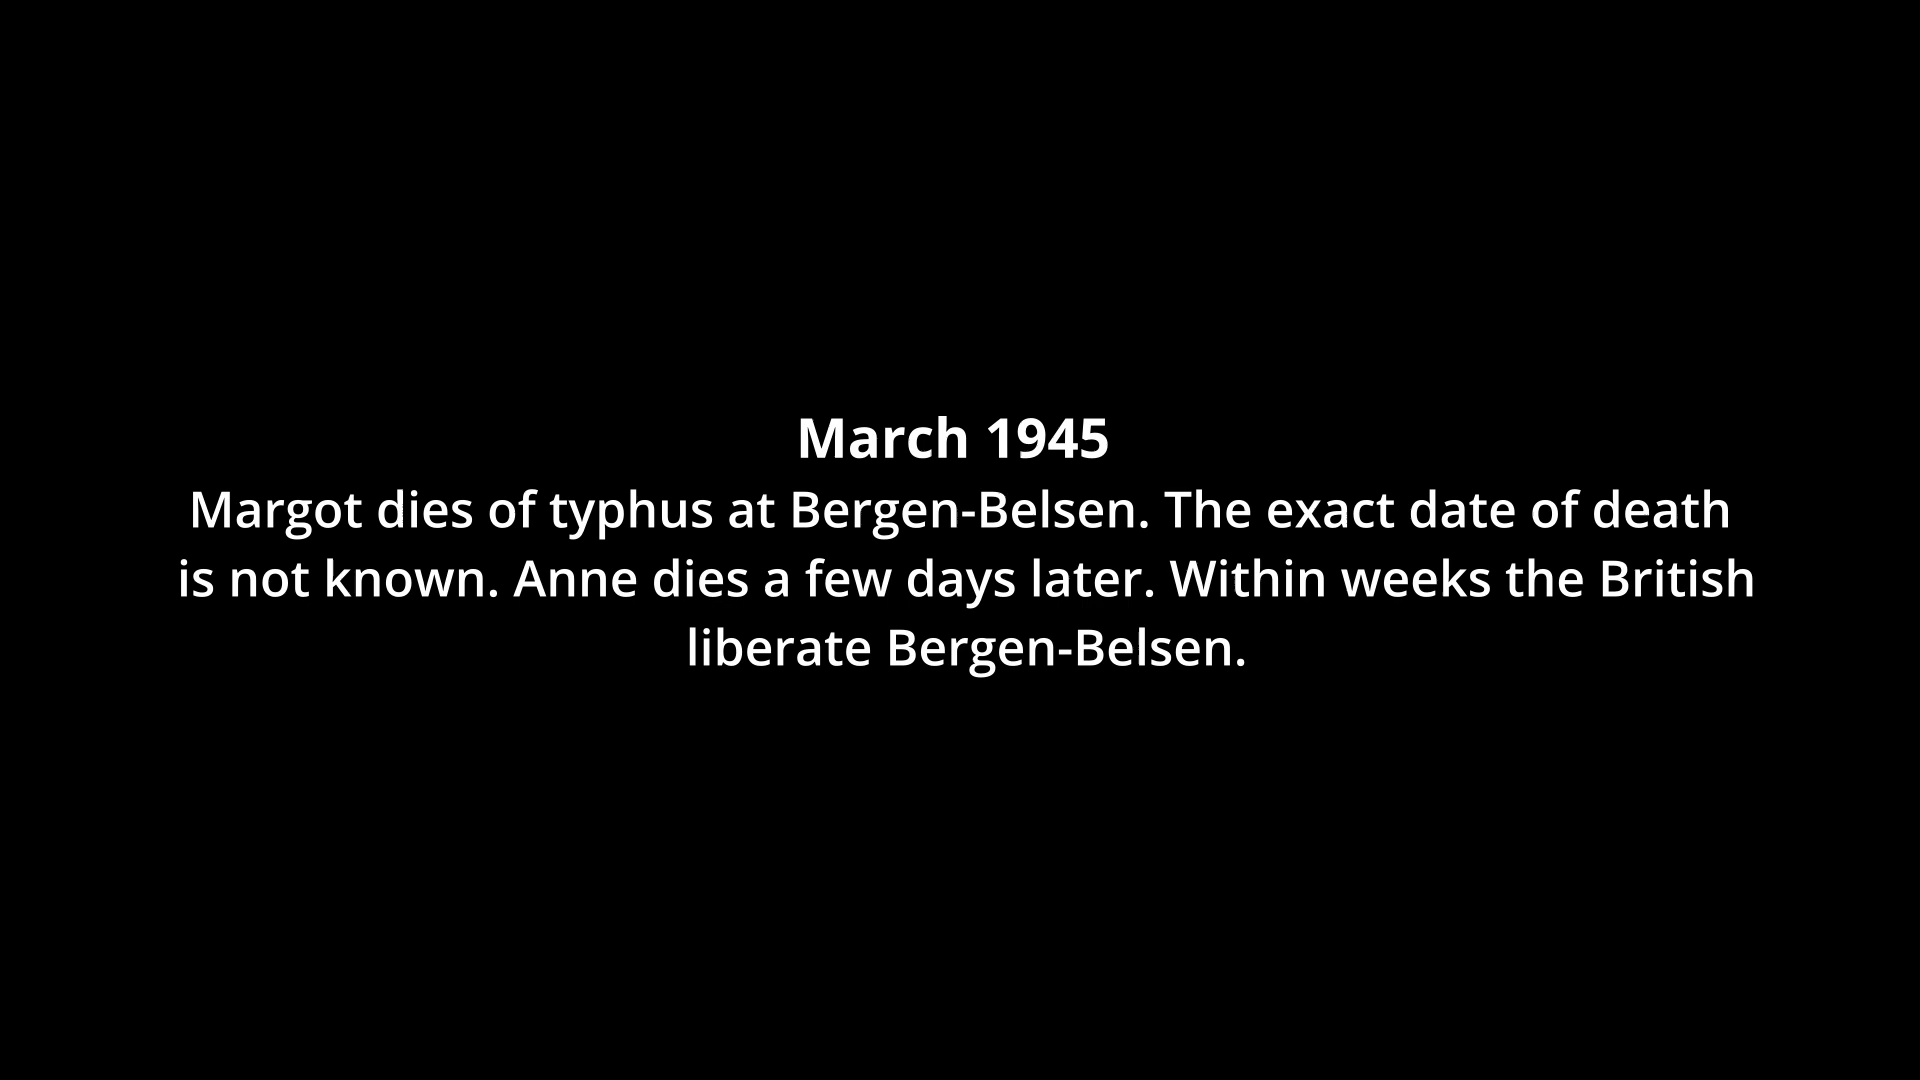 March 1945
Margot dies of typhus at Bergen-Belsen. The exact date of death
is not known. Anne dies a few days later. Within weeks the British
liberate Bergen-Belsen.